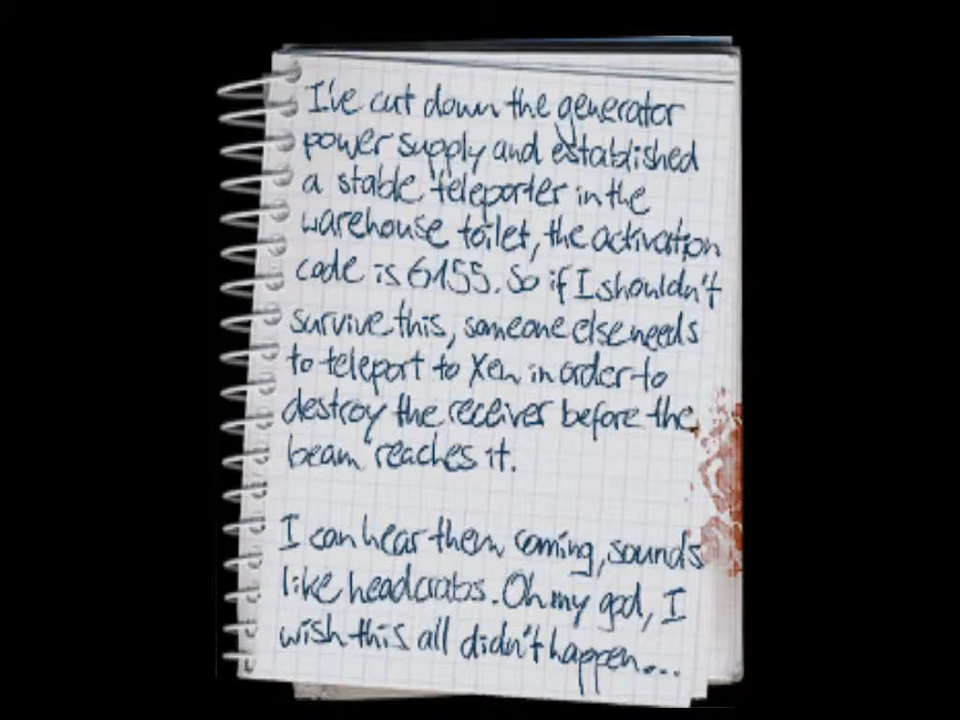 I've cut down the generator
power supply and established
a stable teleporter in the
warehouse toilet, the activation
code is 6155. So if I shouldn't
survive this, someone else needs
to teleport to Xen in order to
destroy the receiver before the
beam reaches it.
I can hear them coming, sounds
like headcrabs. Oh my god, I
wish this all didn't happen...